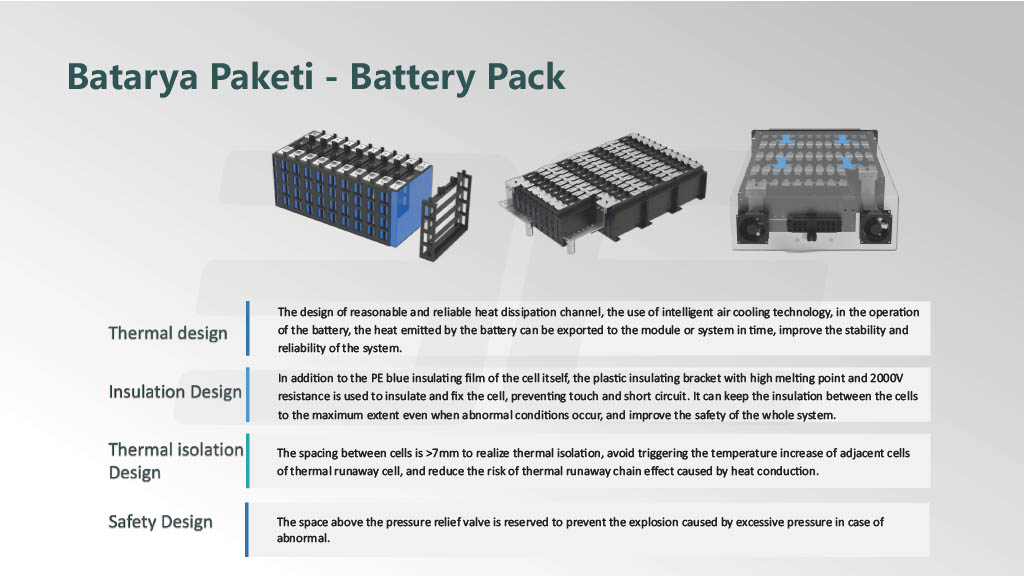 Batarya Paketi - Battery Pack
Thermal design
The design of reasonable and reliable heat dissipation channel, the use of intelligent air cooling technology, in the operation
of the battery, the heat emitted by the battery can be exported to the module or system in time, improve the stability and
reliability of the system.
Insulation Design
In addition to the PE blue insulating film of the cell itself, the plastic insulating bracket with high melting point and 2000V
resistance is used to insulate and fix the cell, preventing touch and short circuit. It can keep the insulation between the cells
to the maximum extent even when abnormal conditions occur, and improve the safety of the whole system.
Thermal isolation
Design
The spacing between cells is >7mm to realize thermal isolation, avoid triggering the temperature increase of adjacent cells
of thermal runaway cell, and reduce the risk of thermal runaway chain effect caused by heat conduction.
Safety Design
The space above the pressure relief valve is reserved to prevent the explosion caused by excessive pressure in case of
abnormal.